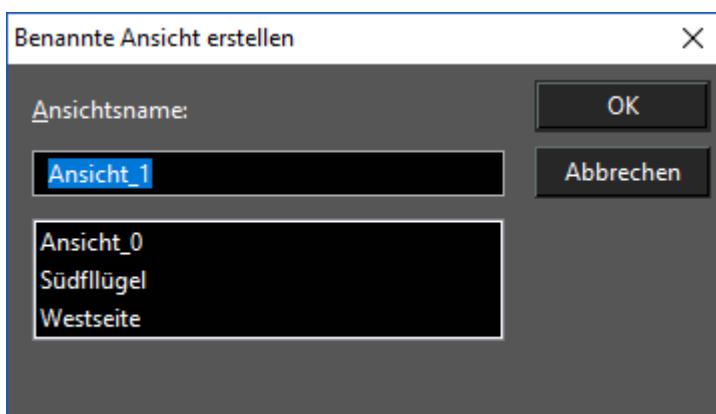 Benannte Ansicht erstellen
Ansichtsname:
OK
Ansicht_1
Abbrechen
Ansicht_0
Südfllügel
Westseite